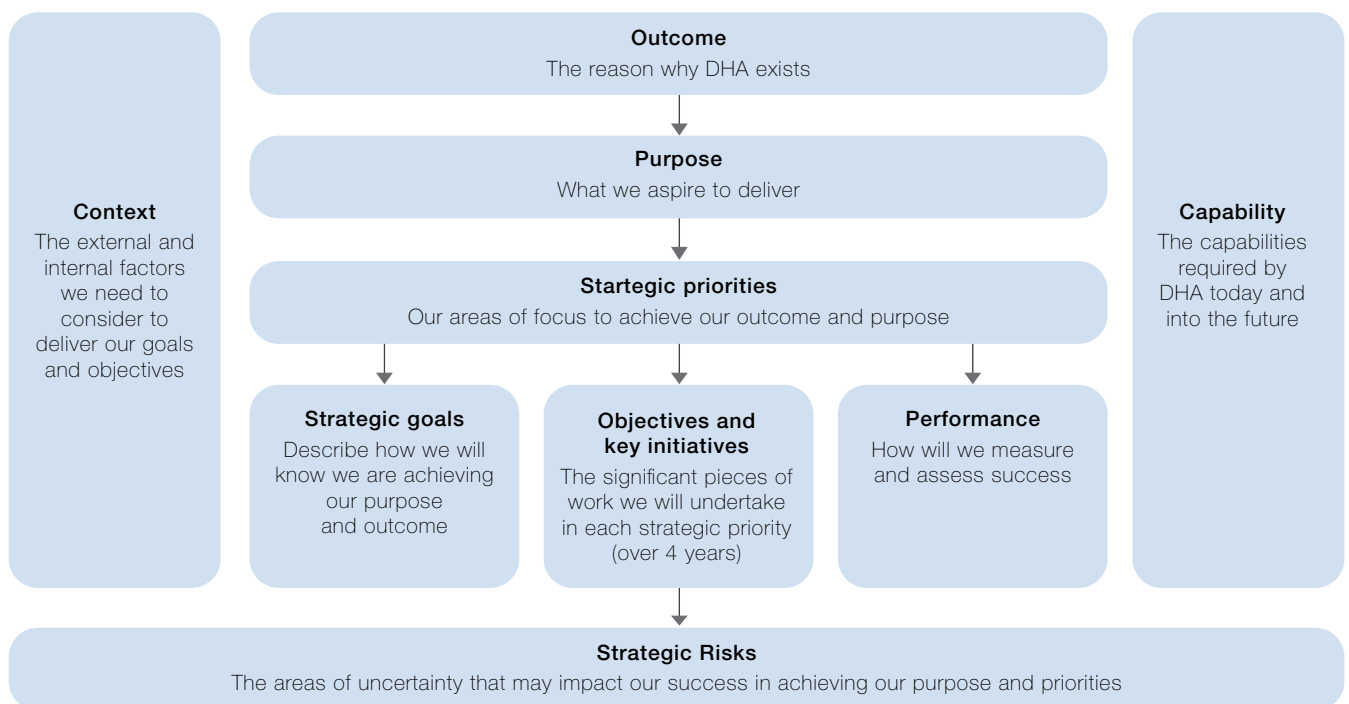 Outcome
The reason why DHA exists
Purpose
What we aspire to deliver
Context
The external and
internal factors
we need to
consider to
deliver our goals
and objectives
Capability
The capabilities
required by
DHA today and
into the future
Startegic priorities
Our areas of focus to achieve our outcome and purpose
Strategic goals
Describe how we will
know we are achieving
our purpose
and outcome
Objectives and
key initiatives
The significant pieces of
work we will undertake
in each strategic priority
(over 4 years)
Performance
How will we measure
and assess success
Strategic Risks
The areas of uncertainty that may impact our success in achieving our purpose and priorities